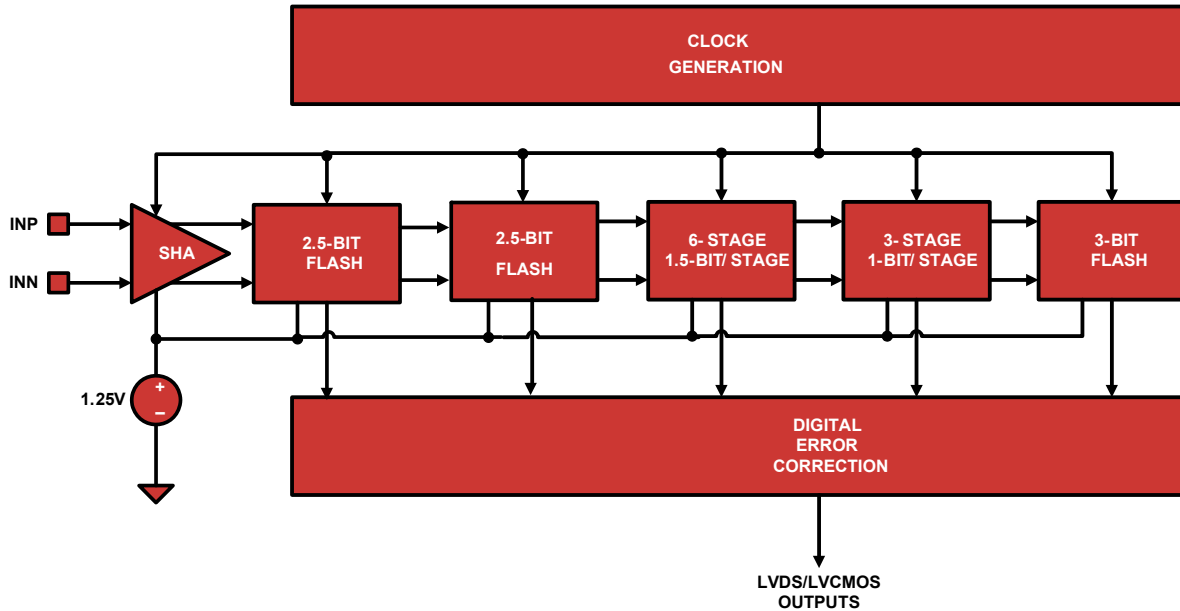 CLOCK
GENERATION
INP
INN
SHA
2.5-BIT
FLASH
2.5-BIT
FLASH
6- STAGE
1.5-BIT/ STAGE
3- STAGE
1-BIT/ STAGE
3-BIT
FLASH
1.25V
+
−
DIGITAL
ERROR
CORRECTION
LVDS/LVCMOS
OUTPUTS